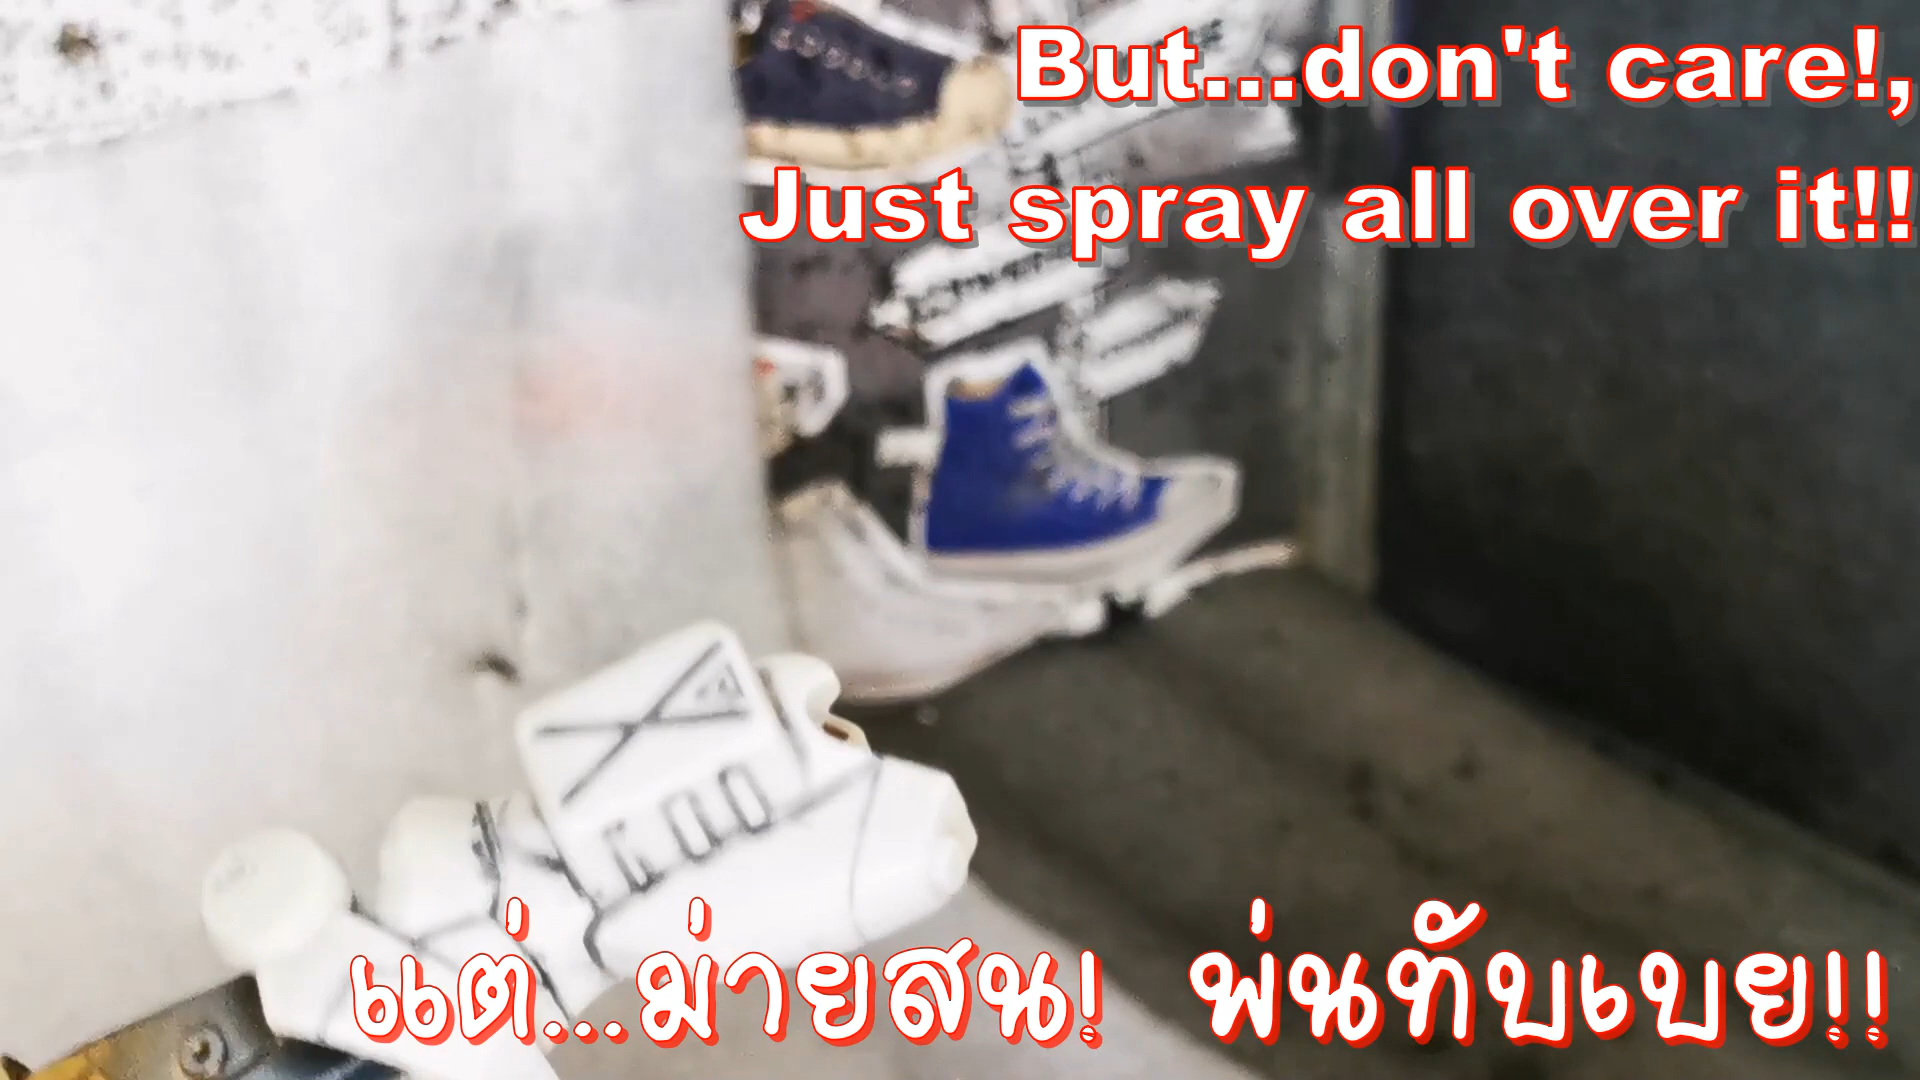 But...don't care!,
Just spray all over it!!
แต่...ม่ายสน! พ่นทับเบย!!